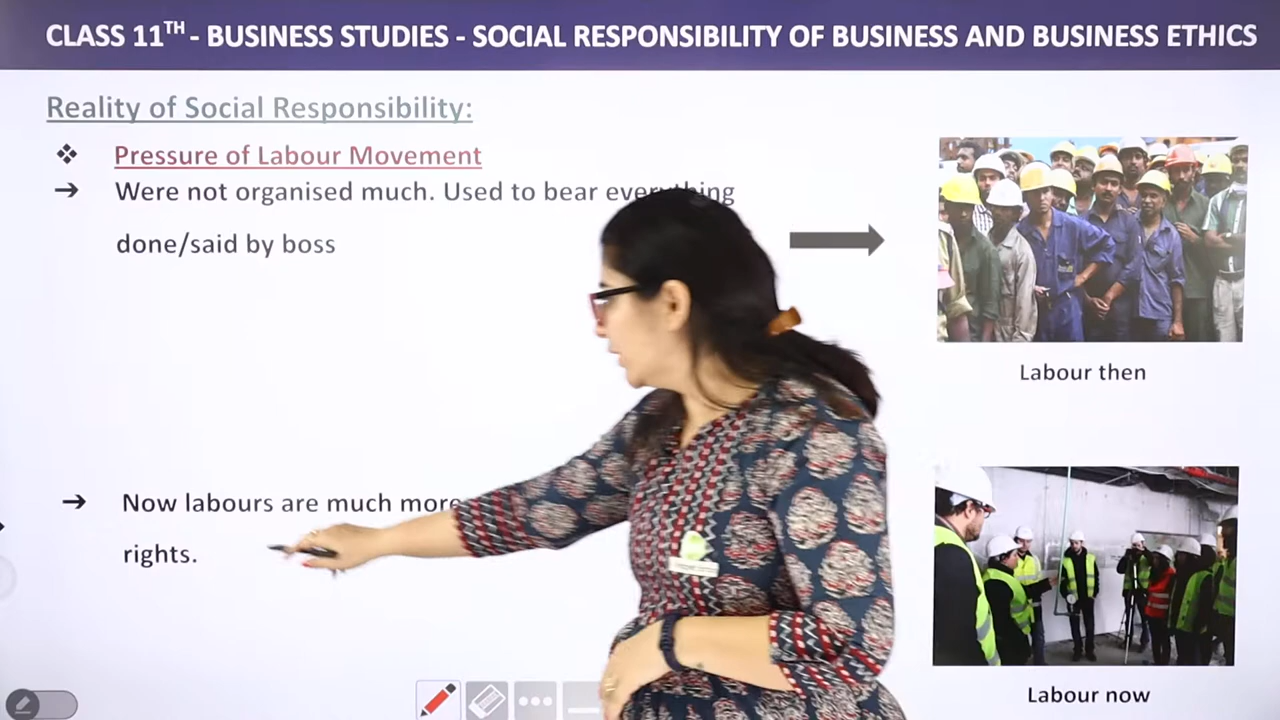 CLASS 11TH - BUSINESS STUDIES - SOCIAL RESPONSIBILITY OF BUSINESS AND BUSINESS ETHICS
Reality of Social Responsibility:
❖ Pressure of Labour Movement
➔ Were not organised much. Used to bear everything
done/said by boss
Labour then
➔ Now labours are much more
rights.
Labour now